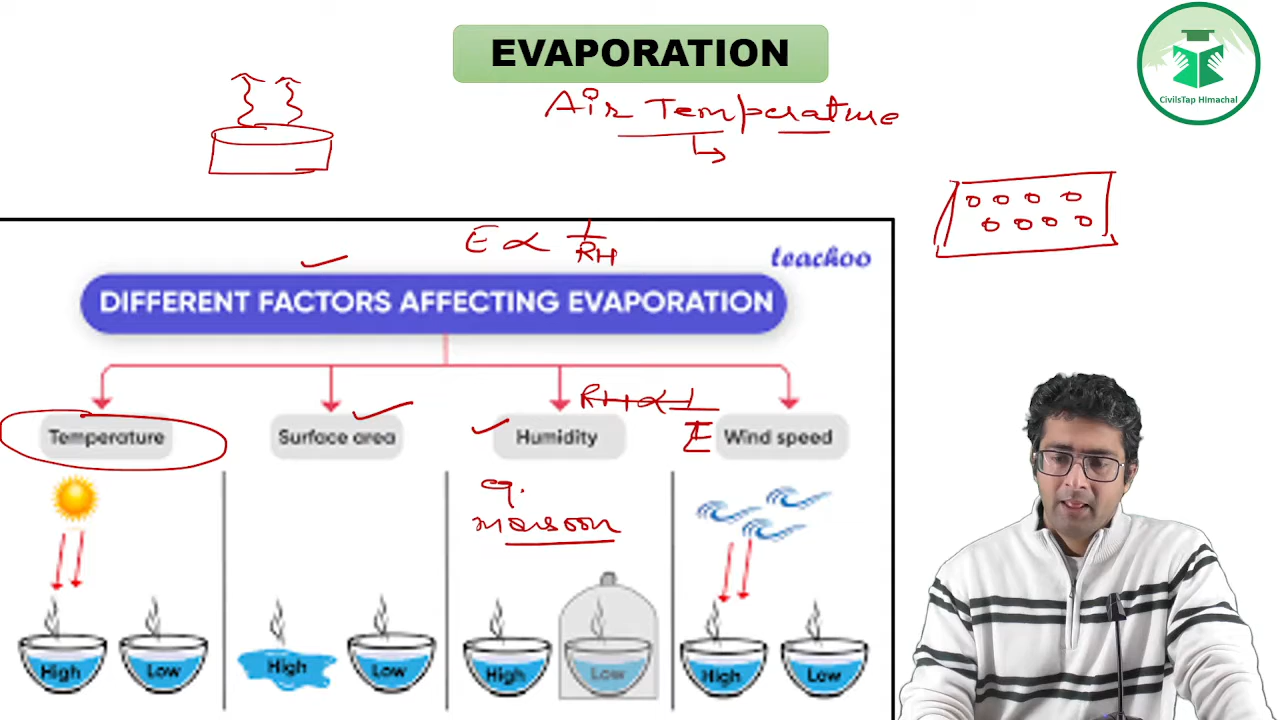 EVAPORATION
CivilsTap Himachal
Air Temperature
E ∝ 1/RH
teachoo
DIFFERENT FACTORS AFFECTING EVAPORATION
RH ∝ 1/E
Temperature
Surface area
Humidity
Wind speed
eg.
monsoon
High
Low
High
Low
High
Low
High
Low